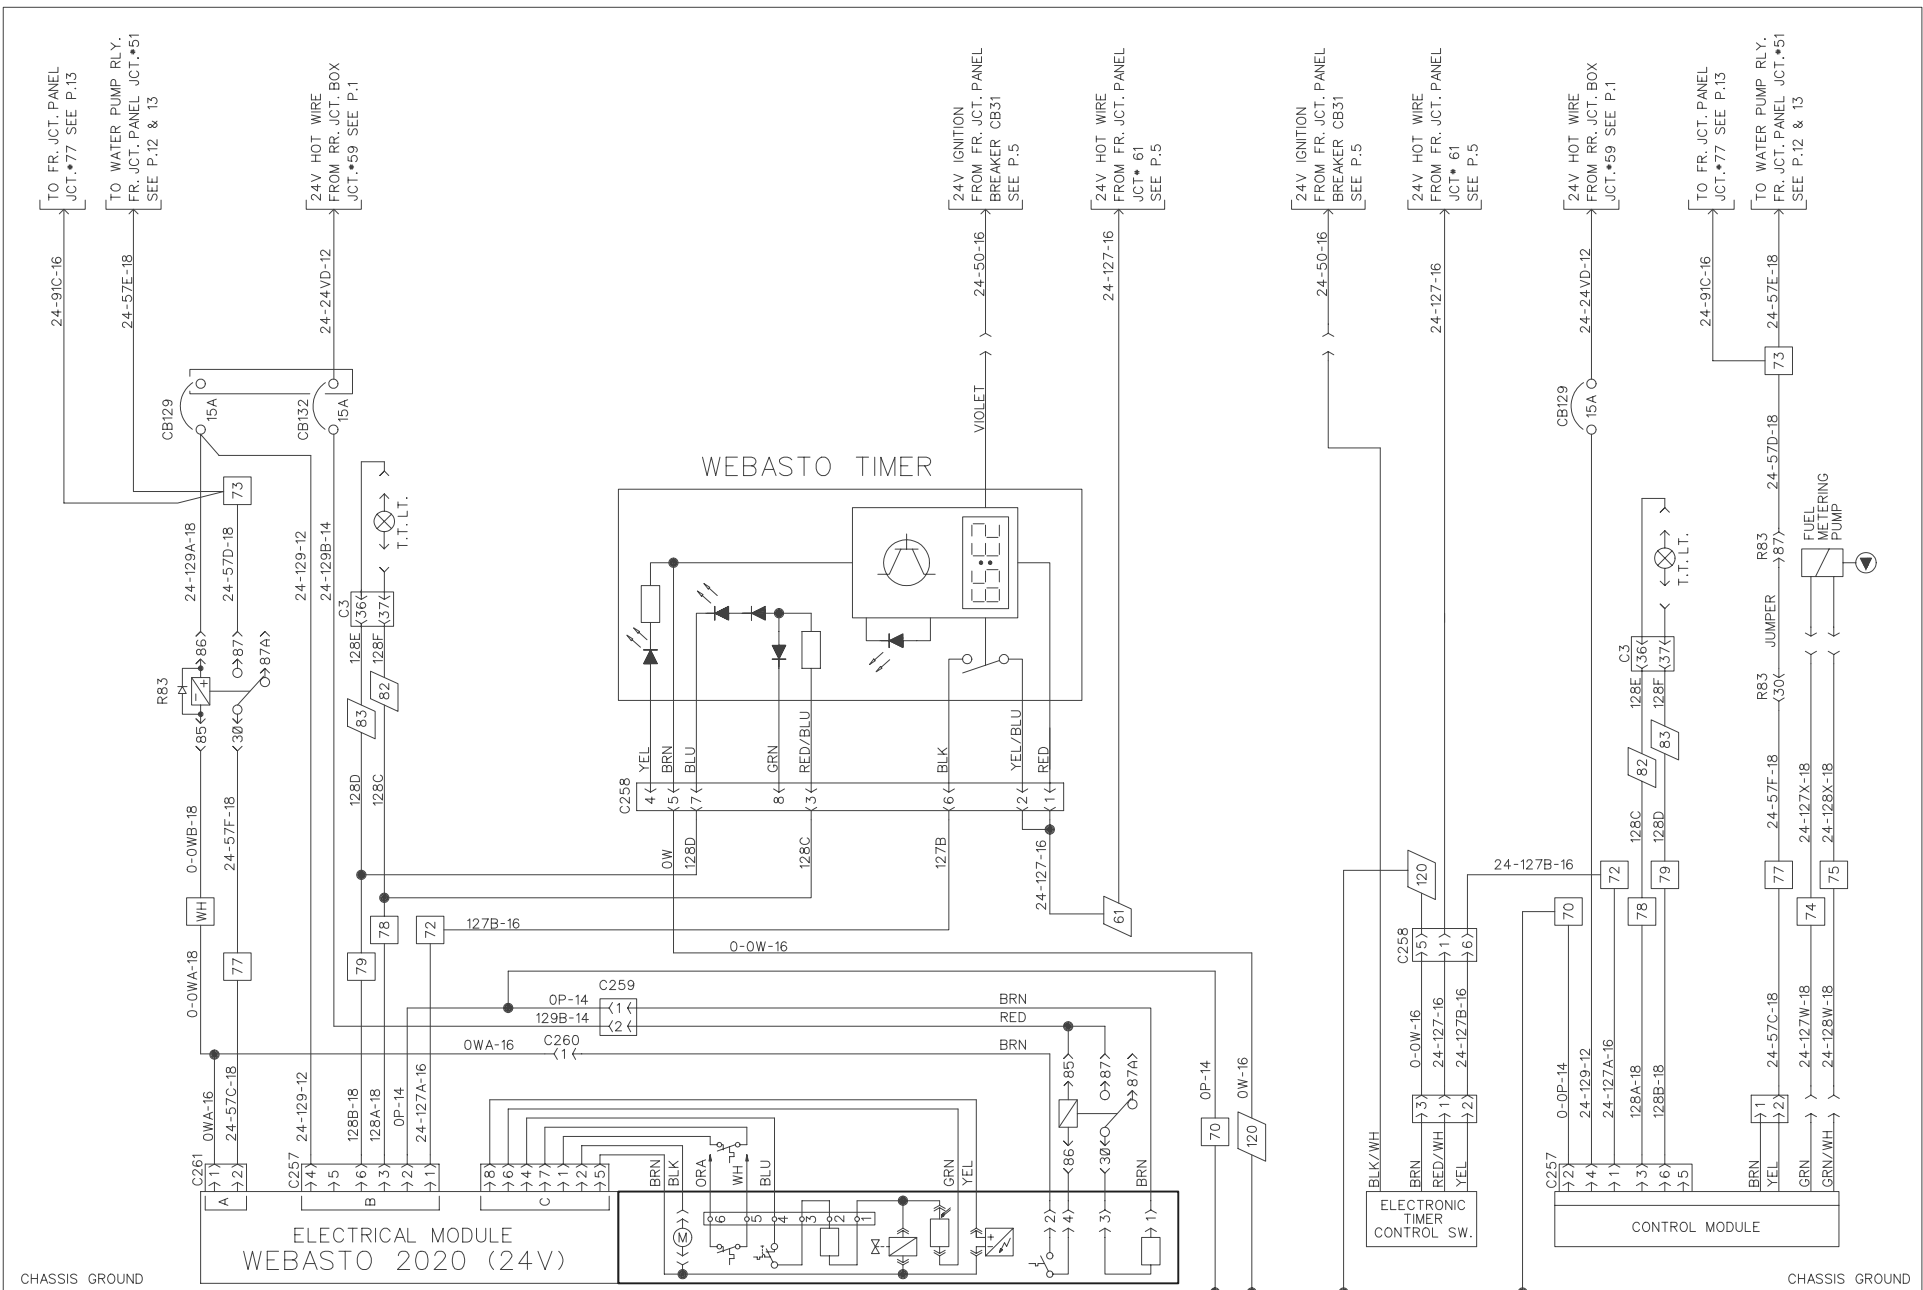 TO FR. JCT. PANEL
JCT.*77 SEE P.13
TO WATER PUMP RLY.
FR. JCT. PANEL JCT.*51
SEE P.12 & 13
24V HOT WIRE
FROM RR. JCT. BOX
JCT.*59 SEE P.1
24V IGNITION
FROM FR. JCT. PANEL
BREAKER CB31
SEE P.5
24V HOT WIRE
FROM FR. JCT. PANEL
JCT* 61
SEE P.5
24V IGNITION
FROM FR. JCT. PANEL
BREAKER CB31
SEE P.5
24V HOT WIRE
FROM FR. JCT. PANEL
JCT* 61
SEE P.5
24V HOT WIRE
FROM RR. JCT. BOX
JCT.*59 SEE P.1
TO FR. JCT. PANEL
JCT.*77 SEE P.13
TO WATER PUMP RLY.
FR. JCT. PANEL JCT.*51
SEE P.12 & 13
24-91C-16
24-57E-18
24-24VD-12
24-50-16
24-127-16
24-50-16
24-127-16
24-24VD-12
24-91C-16
24-57E-18
73
CB129
15A
CB132
15A
VIOLET
CB129
15A
24-57D-18
WEBASTO TIMER
73
24-129A-18
24-57D-18
24-129-12
24-129B-14
T.T. LT.
T.T. LT.
R83
87
FUEL
METERING
PUMP
C3
36
37
128E
128F
86
87
87A
R83
85
30
83
82
128D
128C
JUMPER
R83
30
C3
36
37
128E
128F
83
82
128C
128D
YEL
BRN
BLU
GRN
RED/BLU
BLK
YEL/BLU
RED
C258
4
5
7
8
3
6
2
1
0-0WB-18
24-57F-18
0W
128D
128C
127B
24-127-16
24-57F-18
24-127X-18
24-128X-18
24-127B-16
72
79
77
75
120
WH
78
72
127B-16
61
70
78
74
79
77
0-0W-16
C258
5
1
6
0-0WA-18
C259
0P-14
1
BRN
129B-14
2
RED
0WA-16
C260
1
BRN
0-0W-16
24-127-16
24-127B-16
24-57C-18
24-127W-18
24-128W-18
85
87
87A
86
30
0P-14
0W-16
70
120
0WA-16
24-57C-18
24-129-12
128B-18
128A-18
0P-14
24-127A-16
3
1
2
0-0P-14
24-129-12
24-127A-16
128A-18
128B-18
1
2
C261
1
2
C257
4
5
6
3
2
1
8
6
4
7
1
2
5
BRN
BLK
ORA
WH
BLU
GRN
YEL
BRN
BLK/WH
BRN
RED/WH
YEL
C257
2
4
1
3
6
5
BRN
YEL
GRN
GRN/WH
A
B
C
6
5
4
3
2
1
2
4
3
1
M
ELECTRICAL MODULE
WEBASTO 2020 (24V)
ELECTRONIC
TIMER
CONTROL SW.
CONTROL MODULE
CHASSIS GROUND
CHASSIS GROUND